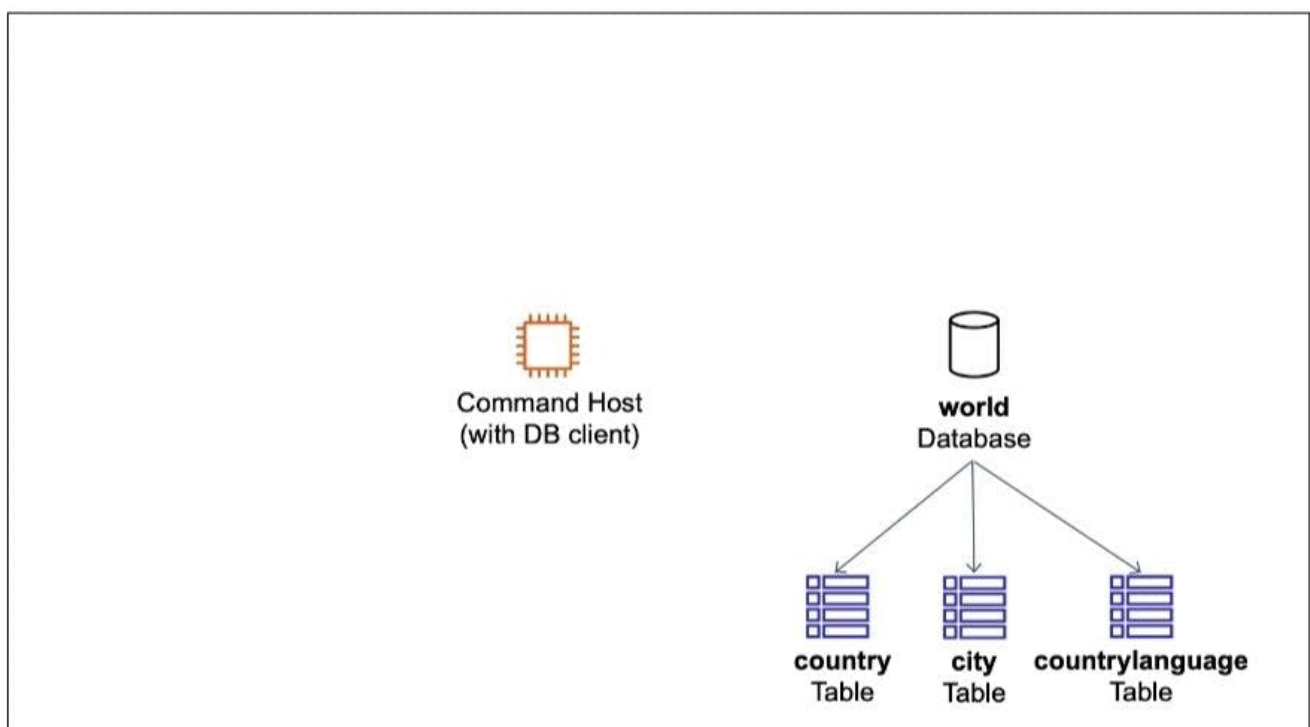 Command Host
(with DB client)
world
Database
country
Table
city
Table
countrylanguage
Table